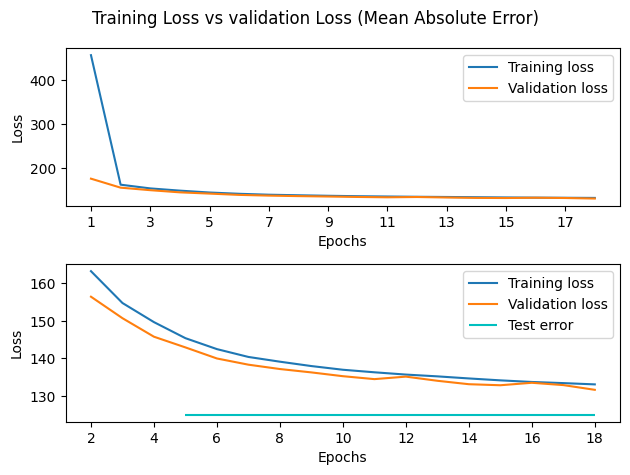 Training Loss vs validation Loss (Mean Absolute Error)
400
300
200
Loss
Training loss
Validation loss
1 3 5 7 9 11 13 15 17
Epochs
160
150
140
130
Loss
Training loss
Validation loss
Test error
2 4 6 8 10 12 14 16 18
Epochs